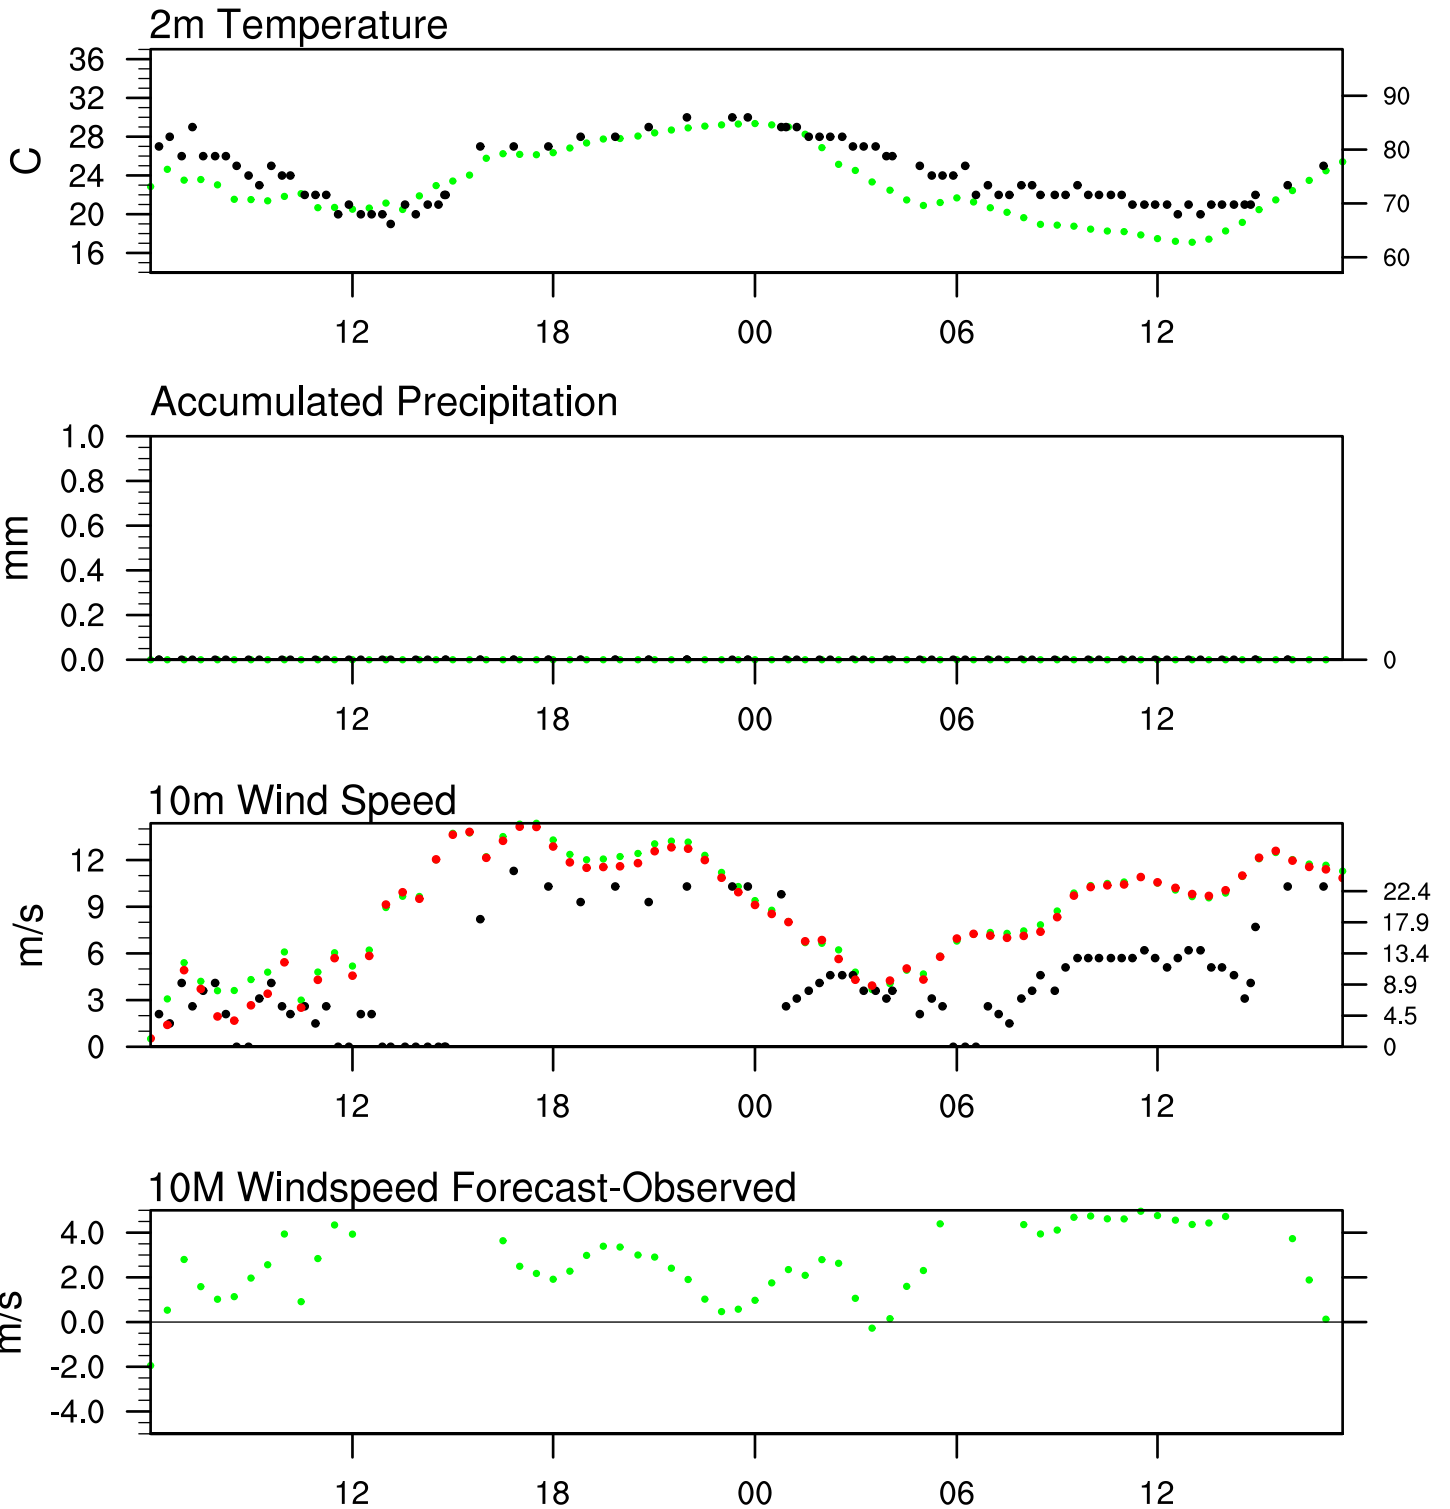 2m Temperature
36
32
28
24
20
16
C
90
80
70
60
12 18 00 06 12
Accumulated Precipitation
1.0
0.8
0.6
0.4
0.2
0.0
mm
0
12 18 00 06 12
10m Wind Speed
12
9
6
3
0
m/s
22.4
17.9
13.4
8.9
4.5
0
12 18 00 06 12
10M Windspeed Forecast-Observed
4.0
2.0
0.0
-2.0
-4.0
m/s
12 18 00 06 12